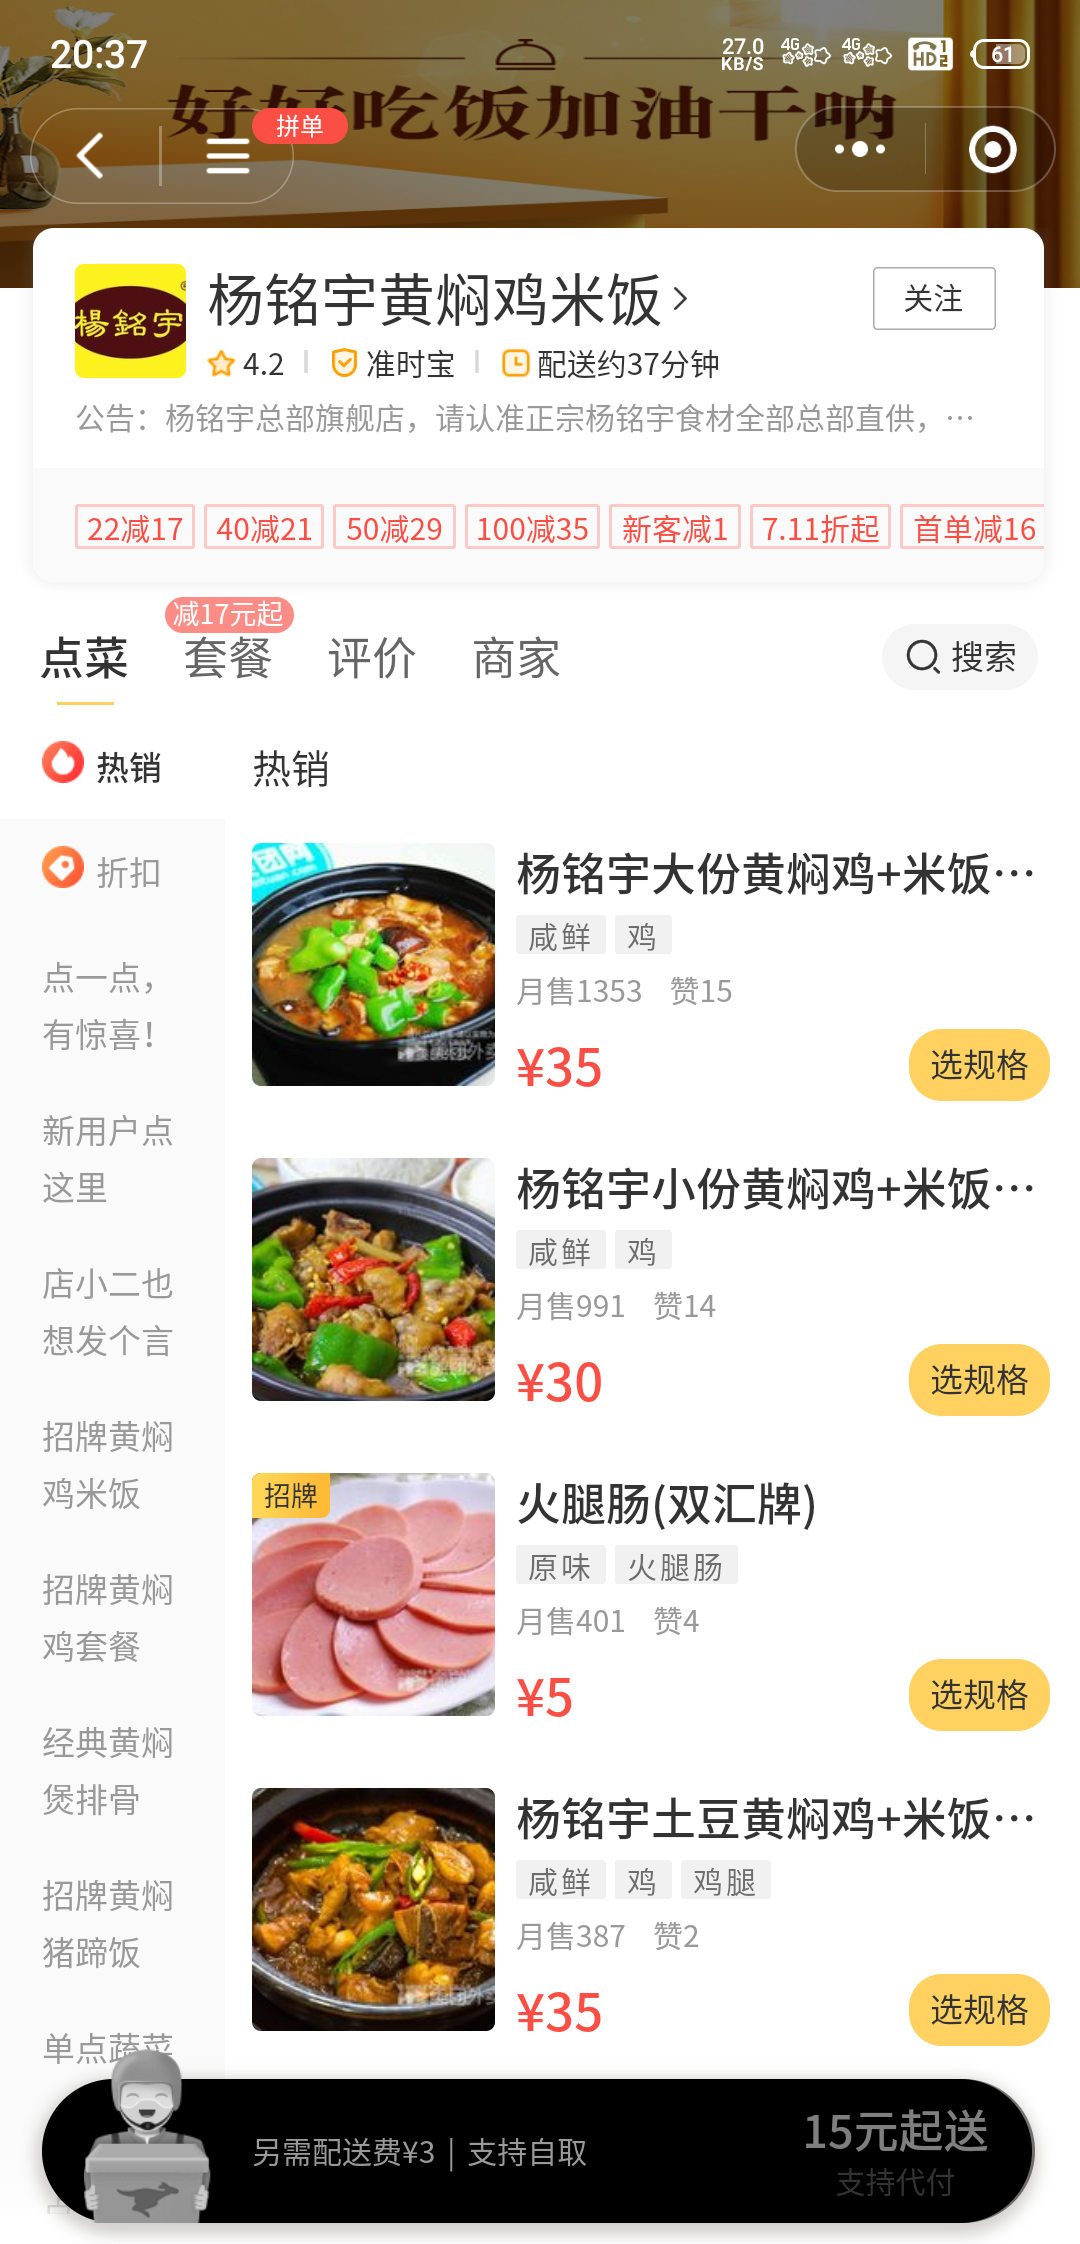 20:37
27.0
KB/S
4G
4G
HD 1 2
61
好好吃饭加油干呐
拼单
楊銘宇
杨铭宇黄焖鸡米饭
关注
4.2
准时宝
配送约37分钟
公告：杨铭宇总部旗舰店，请认准正宗杨铭宇食材全部总部直供，…
22减17
40减21
50减29
100减35
新客减1
7.11折起
首单减16
减17元起
点菜
套餐
评价
商家
搜索
热销
折扣
点一点，
有惊喜！
新用户点
这里
店小二也
想发个言
招牌黄焖
鸡米饭
招牌黄焖
鸡套餐
经典黄焖
煲排骨
招牌黄焖
猪蹄饭
单点蔬菜
热销
杨铭宇大份黄焖鸡+米饭…
咸鲜 鸡
月售1353 赞15
¥35
选规格
杨铭宇小份黄焖鸡+米饭…
咸鲜 鸡
月售991 赞14
¥30
选规格
招牌
火腿肠(双汇牌)
原味 火腿肠
月售401 赞4
¥5
选规格
杨铭宇土豆黄焖鸡+米饭…
咸鲜 鸡 鸡腿
月售387 赞2
¥35
选规格
另需配送费¥3 | 支持自取
15元起送
支持代付